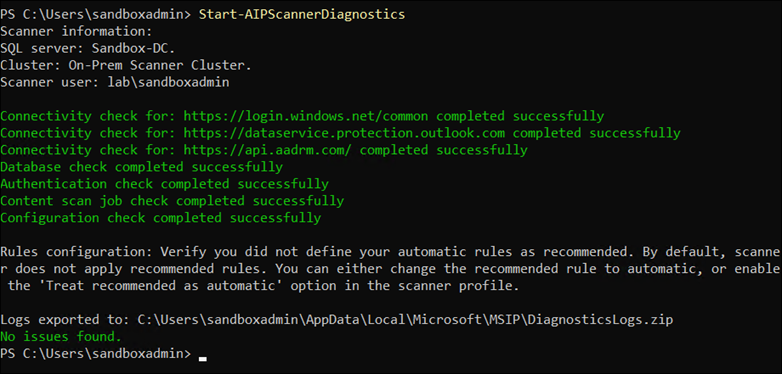 PS C:\Users\sandboxadmin> Start-AIPScannerDiagnostics
Scanner information:
SQL server: Sandbox-DC.
Cluster: On-Prem Scanner Cluster.
Scanner user: lab\sandboxadmin
Connectivity check for: https://login.windows.net/common completed successfully
Connectivity check for: https://dataservice.protection.outlook.com completed successfully
Connectivity check for: https://api.aadrm.com/ completed successfully
Database check completed successfully
Authentication check completed successfully
Content scan job check completed successfully
Configuration check completed successfully
Rules configuration: Verify you did not define your automatic rules as recommended. By default, scanne
r does not apply recommended rules. You can either change the recommended rule to automatic, or enable
the 'Treat recommended as automatic' option in the scanner profile.
Logs exported to: C:\Users\sandboxadmin\AppData\Local\Microsoft\MSIP\DiagnosticsLogs.zip
No issues found.
PS C:\Users\sandboxadmin>